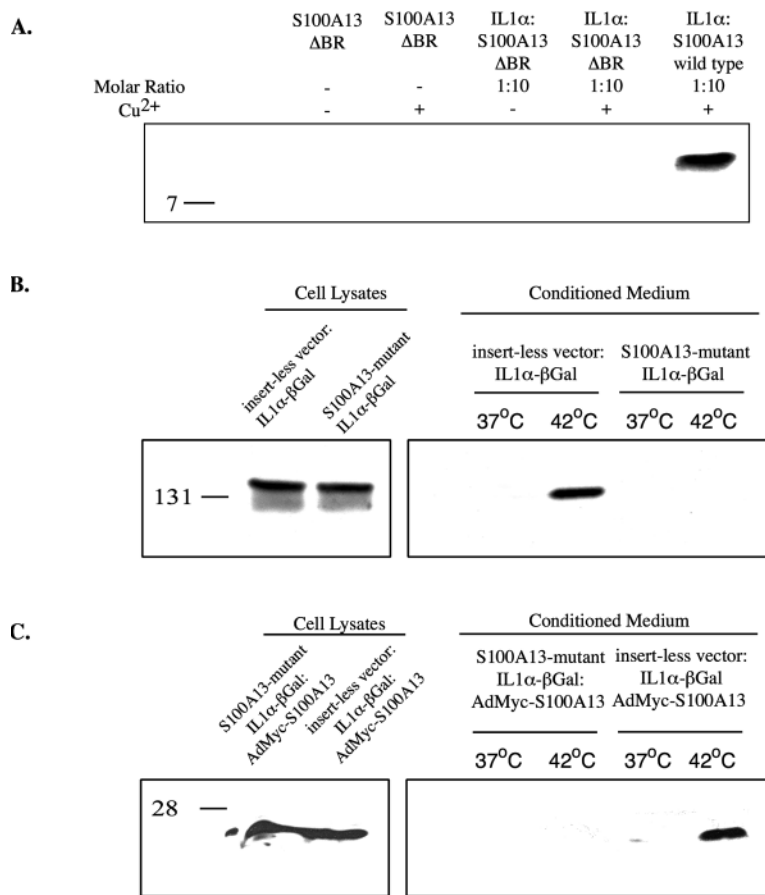 A.
S100A13 ΔBR
S100A13 ΔBR
IL1α: S100A13 ΔBR
IL1α: S100A13 ΔBR
IL1α: S100A13 wild type
Molar Ratio - - 1:10 1:10 1:10
Cu2+ - + - + +
7
B.
Cell Lysates
Conditioned Medium
insert-less vector:
IL1α-βGal
S100A13-mutant
IL1α-βGal
insert-less vector:
IL1α-βGal
S100A13-mutant
IL1α-βGal
37°C 42°C 37°C 42°C
131
C.
Cell Lysates
Conditioned Medium
S100A13-mutant
IL1α-βGal:
AdMyc-S100A13
insert-less vector:
IL1α-βGal:
AdMyc-S100A13
S100A13-mutant
IL1α-βGal:
AdMyc-S100A13
insert-less vector:
IL1α-βGal
AdMyc-S100A13
37°C 42°C 37°C 42°C
28